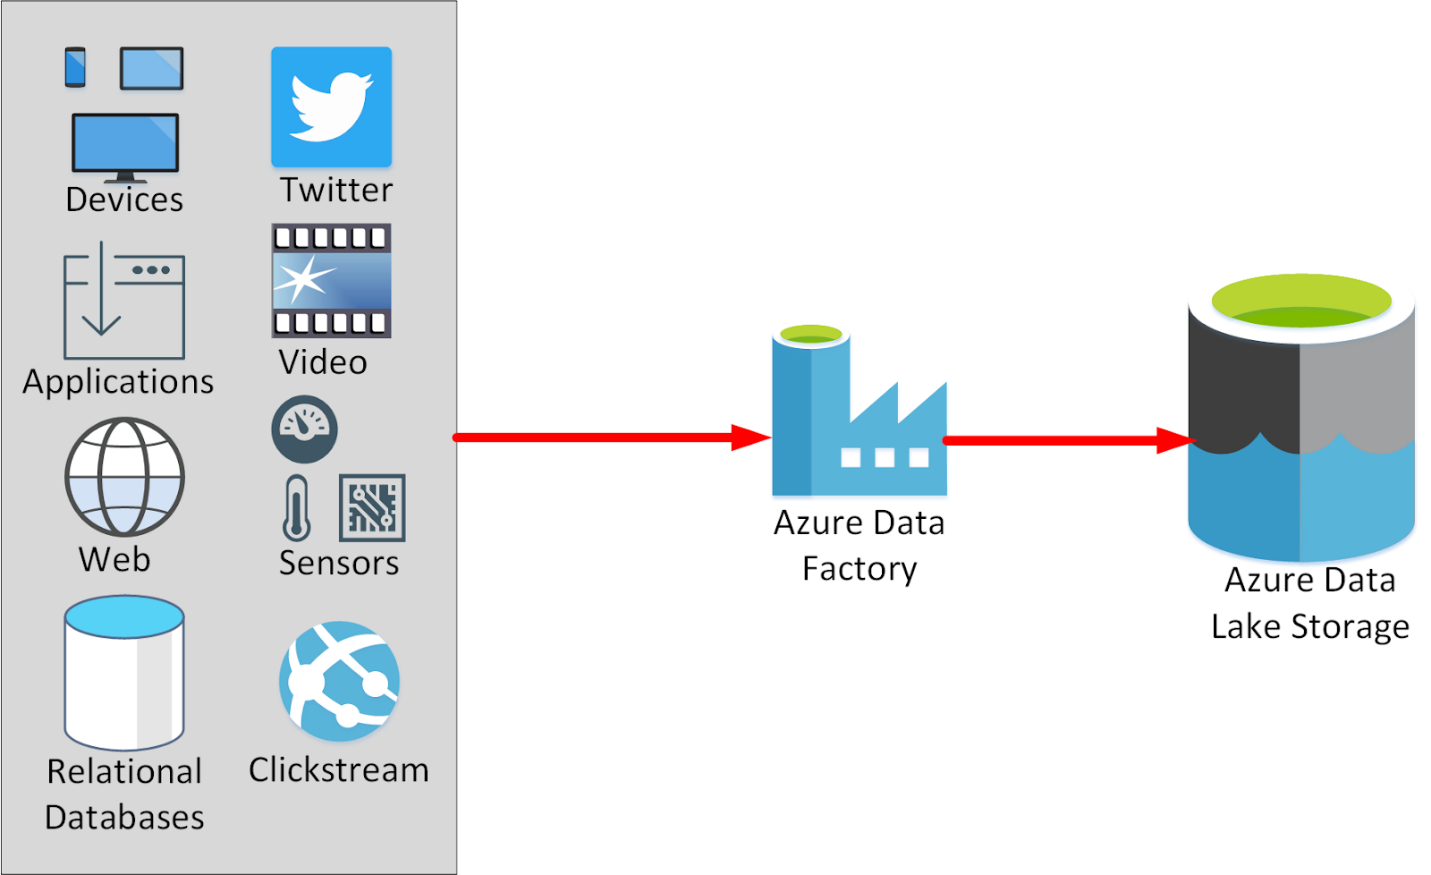 Devices
Twitter
Applications
Video
Web
Sensors
Relational
Databases
Clickstream
Azure Data
Factory
Azure Data
Lake Storage